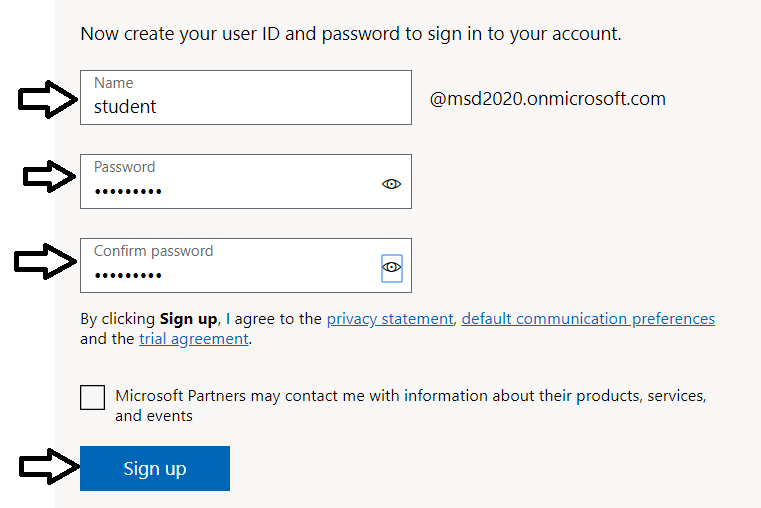 Now create your user ID and password to sign in to your account.
Name
student
@msd2020.onmicrosoft.com
Password
•••••••••
Confirm password
•••••••••
By clicking Sign up, I agree to the privacy statement, default communication preferences
and the trial agreement.
Microsoft Partners may contact me with information about their products, services,
and events
Sign up